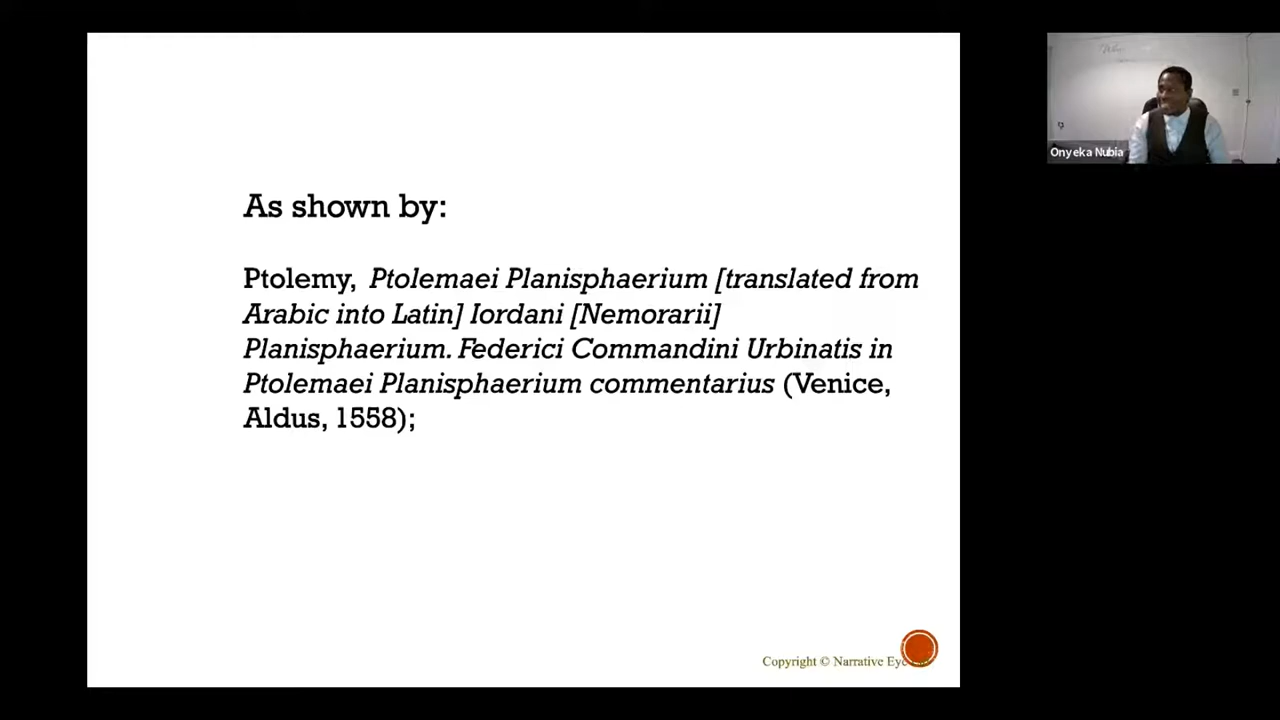 As shown by:
Ptolemy, Ptolemaei Planisphaerium [translated from
Arabic into Latin] Iordani [Nemorarii]
Planisphaerium. Federici Commandini Urbinatis in
Ptolemaei Planisphaerium commentarius (Venice,
Aldus, 1558);
Copyright © Narrative Eye
Onyeka Nubia